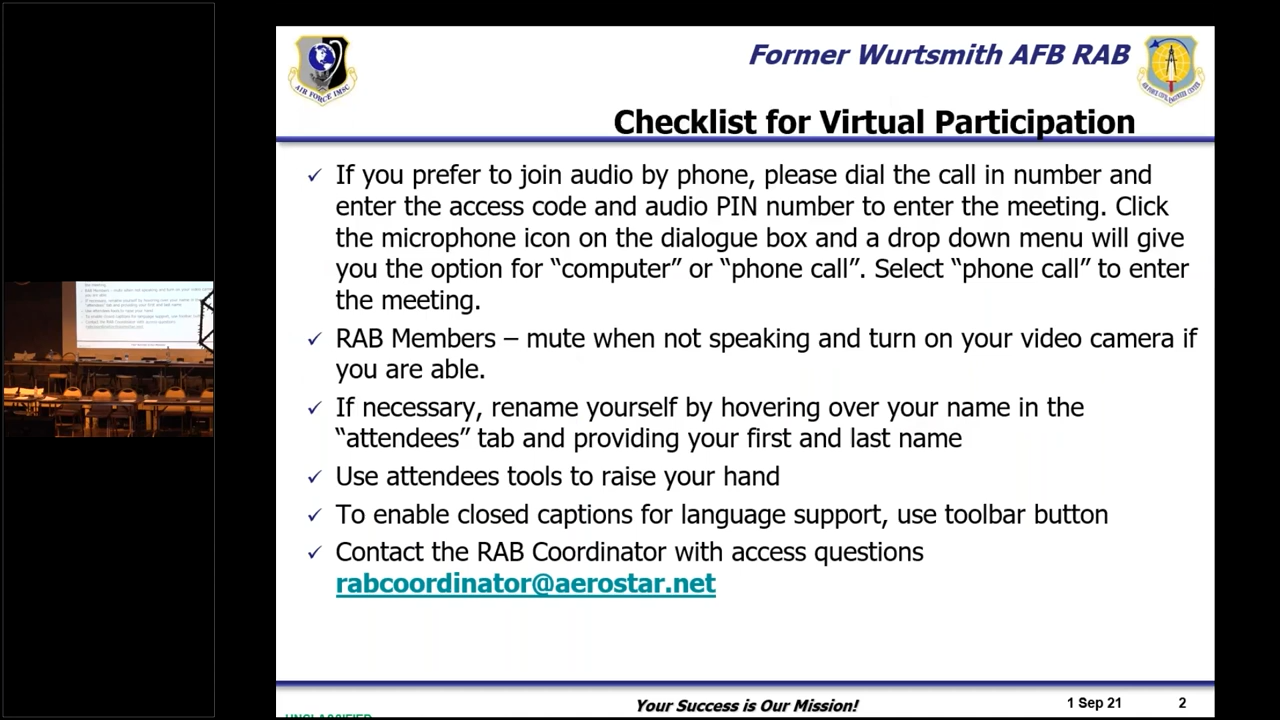 Former Wurtsmith AFB RAB
AIR FORCE IMSC
Checklist for Virtual Participation
✓ If you prefer to join audio by phone, please dial the call in number and
enter the access code and audio PIN number to enter the meeting. Click
the microphone icon on the dialogue box and a drop down menu will give
you the option for “computer” or “phone call”. Select “phone call” to enter
the meeting.
✓ RAB Members – mute when not speaking and turn on your video camera if
you are able.
✓ If necessary, rename yourself by hovering over your name in the
“attendees” tab and providing your first and last name
✓ Use attendees tools to raise your hand
✓ To enable closed captions for language support, use toolbar button
✓ Contact the RAB Coordinator with access questions
rabcoordinator@aerostar.net
Your Success is Our Mission!
1 Sep 21
2